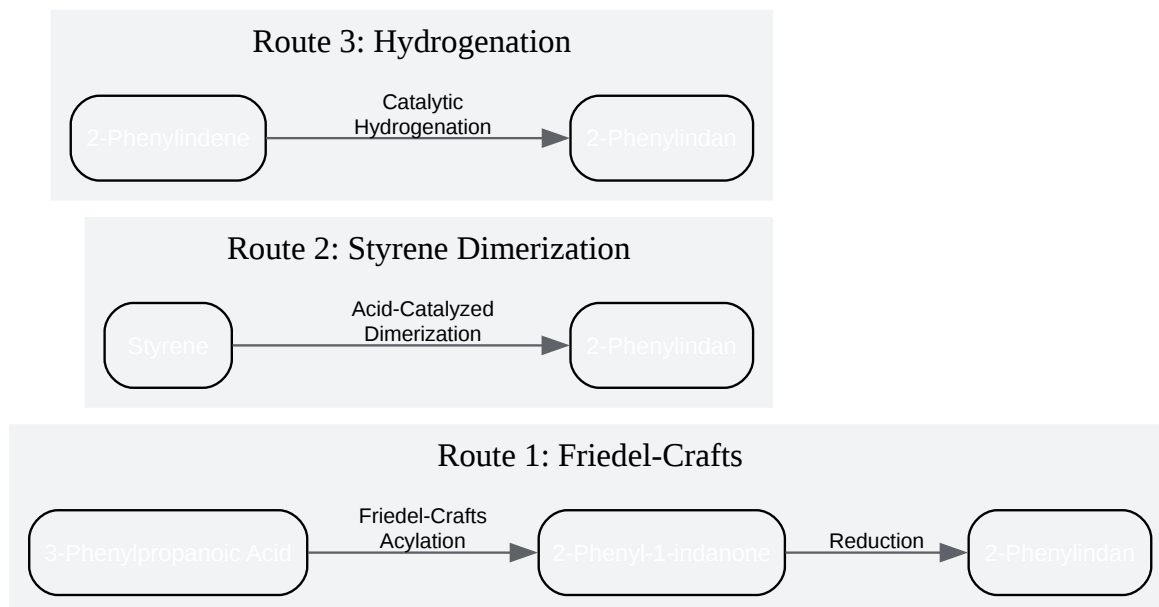 Route 3: Hydrogenation
2-Phenylindene
Catalytic
Hydrogenation
2-Phenylindan
Route 2: Styrene Dimerization
Styrene
Acid-Catalyzed
Dimerization
2-Phenylindan
Route 1: Friedel-Crafts
3-Phenylpropanoic Acid
Friedel-Crafts
Acylation
2-Phenyl-1-indanone
Reduction
2-Phenylindan